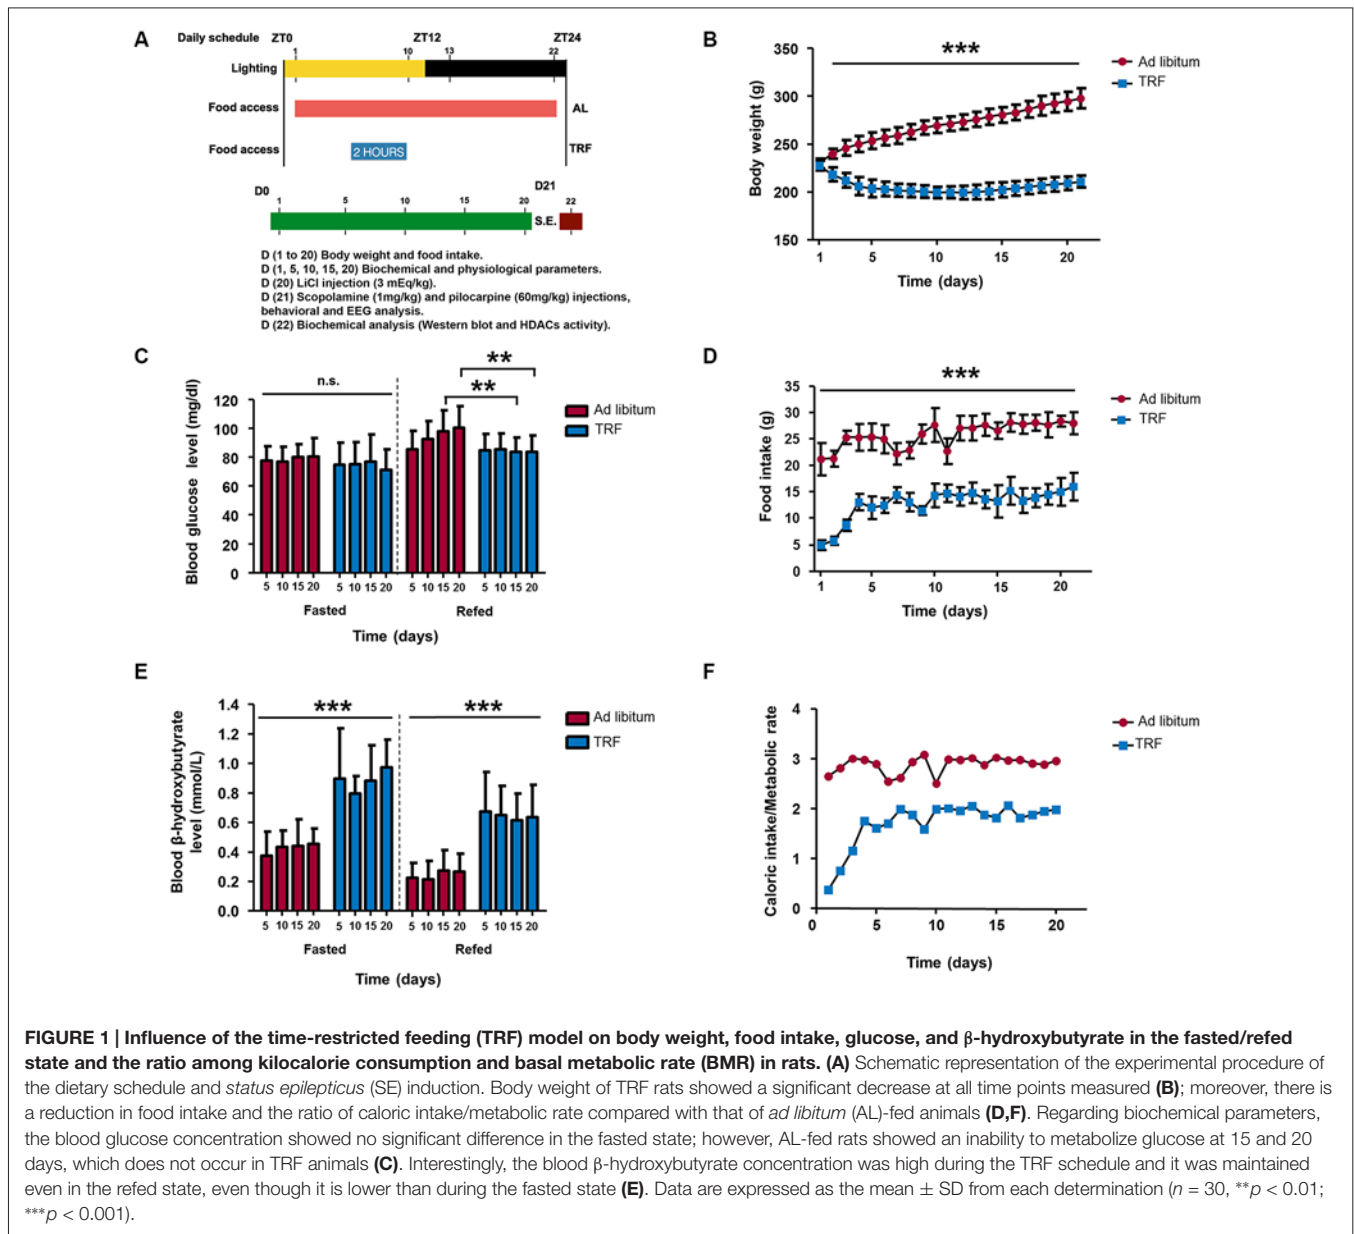 A
Daily schedule ZT0 ZT12 ZT24
1 10 13 22
Lighting
Food access AL
Food access 2 HOURS TRF
D0 D21
1 5 10 15 20 S.E. 22
D (1 to 20) Body weight and food intake.
D (1, 5, 10, 15, 20) Biochemical and physiological parameters.
D (20) LiCl injection (3 mEq/kg).
D (21) Scopolamine (1mg/kg) and pilocarpine (60mg/kg) injections,
behavioral and EEG analysis.
D (22) Biochemical analysis (Western blot and HDACs activity).
B
***
Ad libitum
TRF
Body weight (g)
350
300
250
200
150
1 5 10 15 20
Time (days)
C
n.s.
**
**
Ad libitum
TRF
Blood glucose level (mg/dl)
120
100
80
60
40
20
0
5 10 15 20 5 10 15 20 5 10 15 20 5 10 15 20
Fasted Refed
Time (days)
D
***
Ad libitum
TRF
Food intake (g)
35
30
25
20
15
10
5
0
1 5 10 15 20
Time (days)
E
*** ***
Ad libitum
TRF
Blood β-hydroxybutyrate
level (mmol/L)
1.4
1.2
1.0
0.8
0.6
0.4
0.2
0.0
5 10 15 20 5 10 15 20 5 10 15 20 5 10 15 20
Fasted Refed
Time (days)
F
Ad libitum
TRF
Caloric intake/Metabolic rate
4
3
2
1
0
0 5 10 15 20
Time (days)
FIGURE 1 | Influence of the time-restricted feeding (TRF) model on body weight, food intake, glucose, and β-hydroxybutyrate in the fasted/refed
state and the ratio among kilocalorie consumption and basal metabolic rate (BMR) in rats. (A) Schematic representation of the experimental procedure of
the dietary schedule and status epilepticus (SE) induction. Body weight of TRF rats showed a significant decrease at all time points measured (B); moreover, there is
a reduction in food intake and the ratio of caloric intake/metabolic rate compared with that of ad libitum (AL)-fed animals (D,F). Regarding biochemical parameters,
the blood glucose concentration showed no significant difference in the fasted state; however, AL-fed rats showed an inability to metabolize glucose at 15 and 20
days, which does not occur in TRF animals (C). Interestingly, the blood β-hydroxybutyrate concentration was high during the TRF schedule and it was maintained
even in the refed state, even though it is lower than during the fasted state (E). Data are expressed as the mean ± SD from each determination (n = 30, **p < 0.01;
***p < 0.001).